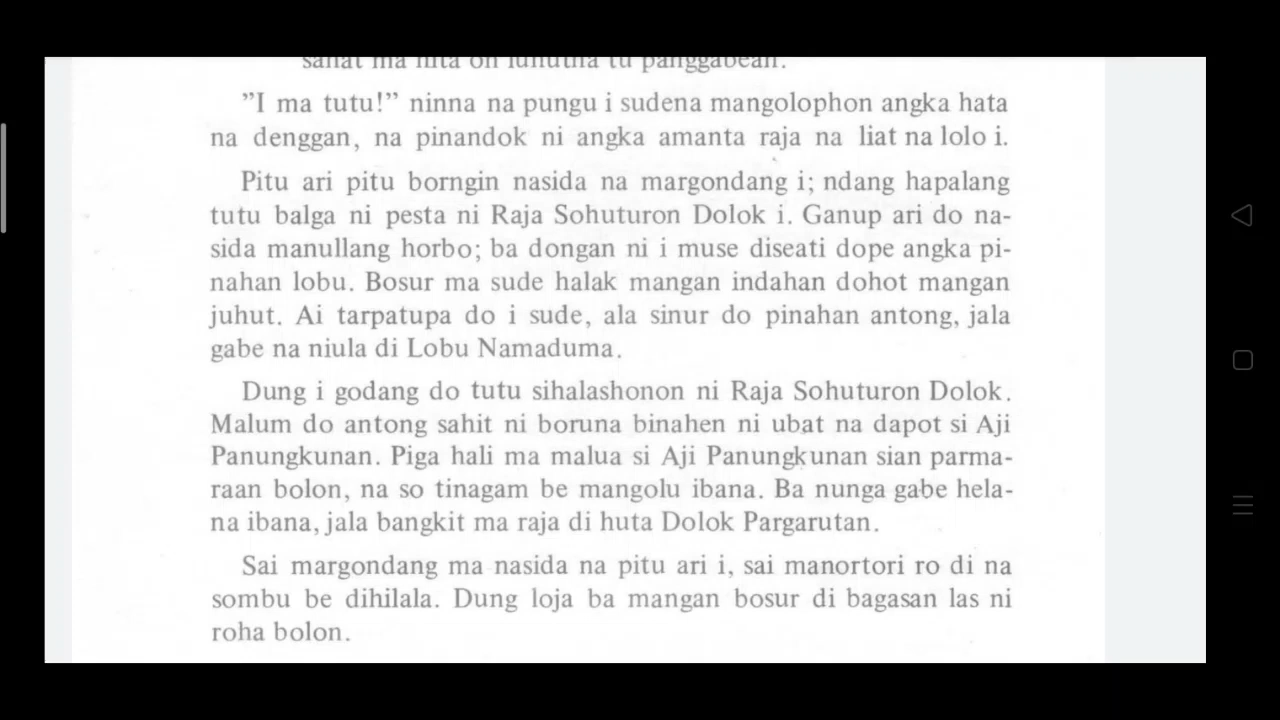 sahat ma hita on luhutna tu panggabean.
"I ma tutu!" ninna na pungu i sudena mangolophon angka hata
na denggan, na pinandok ni angka amanta raja na liat na lolo i.
Pitu ari pitu borngin nasida na margondang i; ndang hapalang
tutu balga ni pesta ni Raja Sohuturon Dolok i. Ganup ari do na-
sida manullang horbo; ba dongan ni i muse diseati dope angka pi-
nahan lobu. Bosur ma sude halak mangan indahan dohot mangan
juhut. Ai tarpatupa do i sude, ala sinur do pinahan antong, jala
gabe na niula di Lobu Namaduma.
Dung i godang do tutu sihalashonon ni Raja Sohuturon Dolok.
Malum do antong sahit ni boruna binahen ni ubat na dapot si Aji
Panungkunan. Piga hali ma malua si Aji Panungkunan sian parma-
raan bolon, na so tinagam be mangolu ibana. Ba nunga gabe hela-
na ibana, jala bangkit ma raja di huta Dolok Pargarutan.
Sai margondang ma nasida na pitu ari i, sai manortori ro di na
sombu be dihilala. Dung loja ba mangan bosur di bagasan las ni
roha bolon.